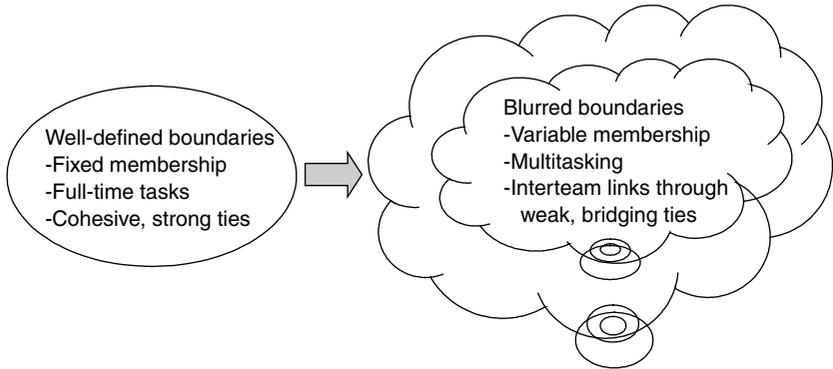 Well-defined boundaries
-Fixed membership
-Full-time tasks
-Cohesive, strong ties
Blurred boundaries
-Variable membership
-Multitasking
-Interteam links through
weak, bridging ties